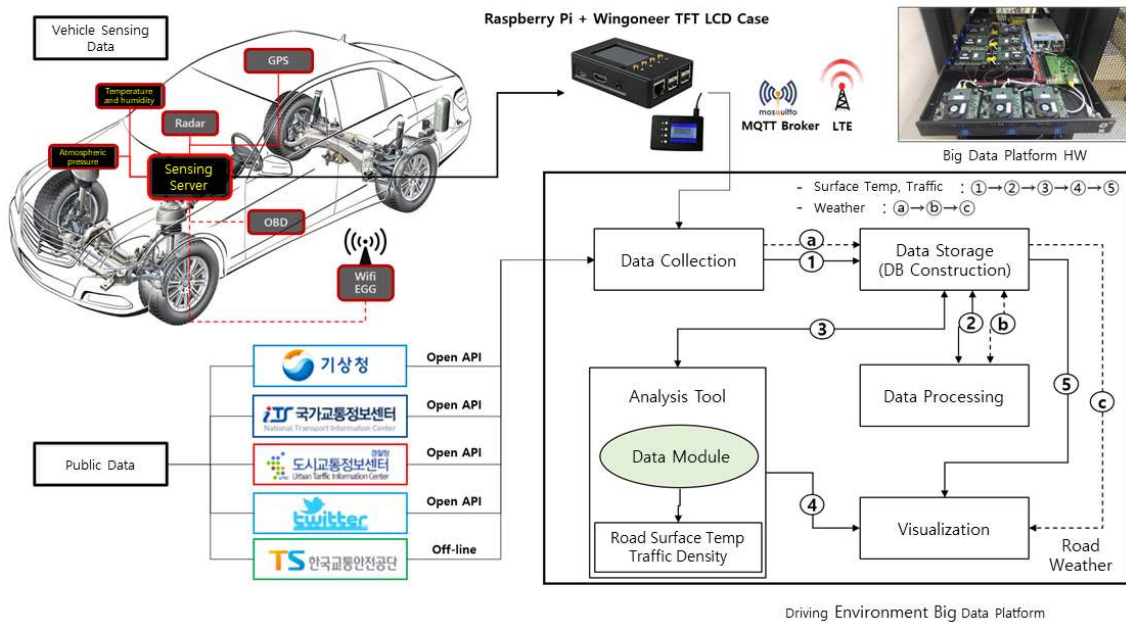 Vehicle Sensing
Data
GPS
Temperature
and humidity
Radar
Atmospheric
pressure
Sensing
Server
OBD
Wifi
EGG
Raspberry Pi + Wingoneer TFT LCD Case
mosquitto
MQTT Broker
LTE
Big Data Platform HW
Public Data
기상청
Open API
iTS 국가교통정보센터
National Transport Information Center
Open API
경찰청
도시교통정보센터
Urban Tarffic Information Center
Open API
twitter
Open API
TS 한국교통안전공단
Off-line
- Surface Temp, Traffic : ①→②→③→④→⑤
- Weather : ⓐ→ⓑ→ⓒ
Data Collection
a
1
Data Storage
(DB Construction)
3
2
b
5
c
Analysis Tool
Data Module
Road Surface Temp
Traffic Density
Data Processing
4
Visualization
Road
Weather
Driving Environment Big Data Platform